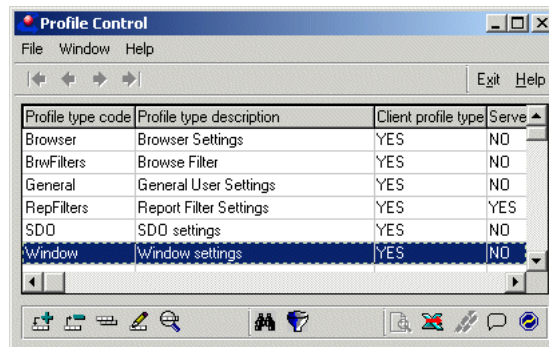 Profile Control
File Window Help
Exit Help
Profile type code Profile type description Client profile type Serve
Browser Browser Settings YES NO
BrwFilters Browse Filter YES NO
General General User Settings YES NO
RepFilters Report Filter Settings YES YES
SDO SDO settings YES NO
Window Window settings YES NO